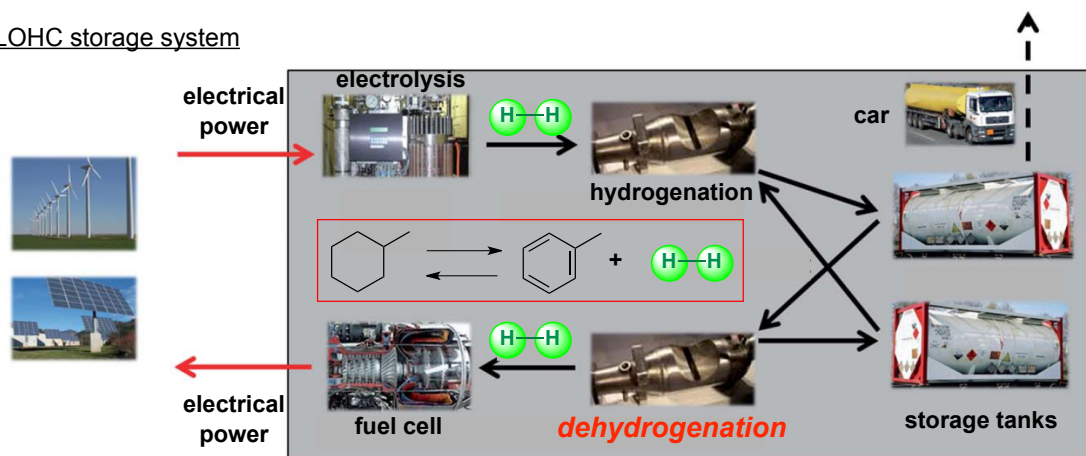 LOHC storage system
electrolysis
electrical
power
H-H
car
hydrogenation
+
H-H
H-H
electrical
power
fuel cell
dehydrogenation
storage tanks